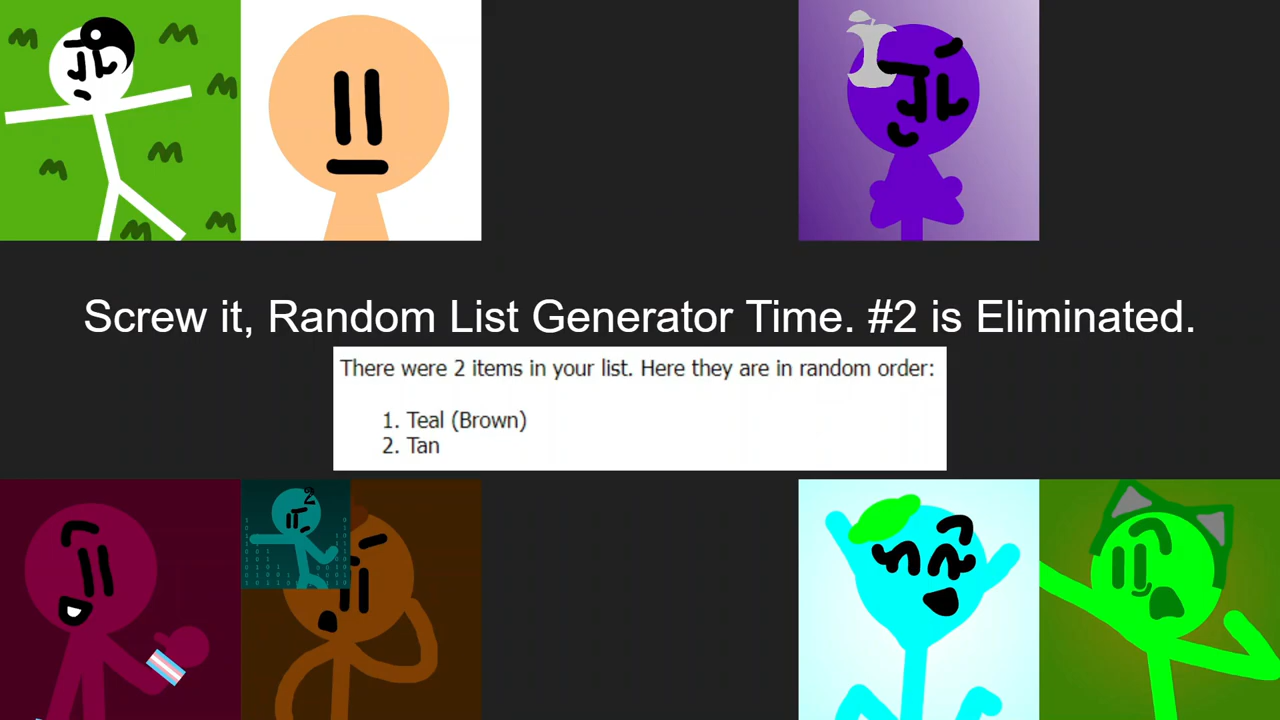 Screw it, Random List Generator Time. #2 is Eliminated.
There were 2 items in your list. Here they are in random order:
1. Teal (Brown)
2. Tan
2